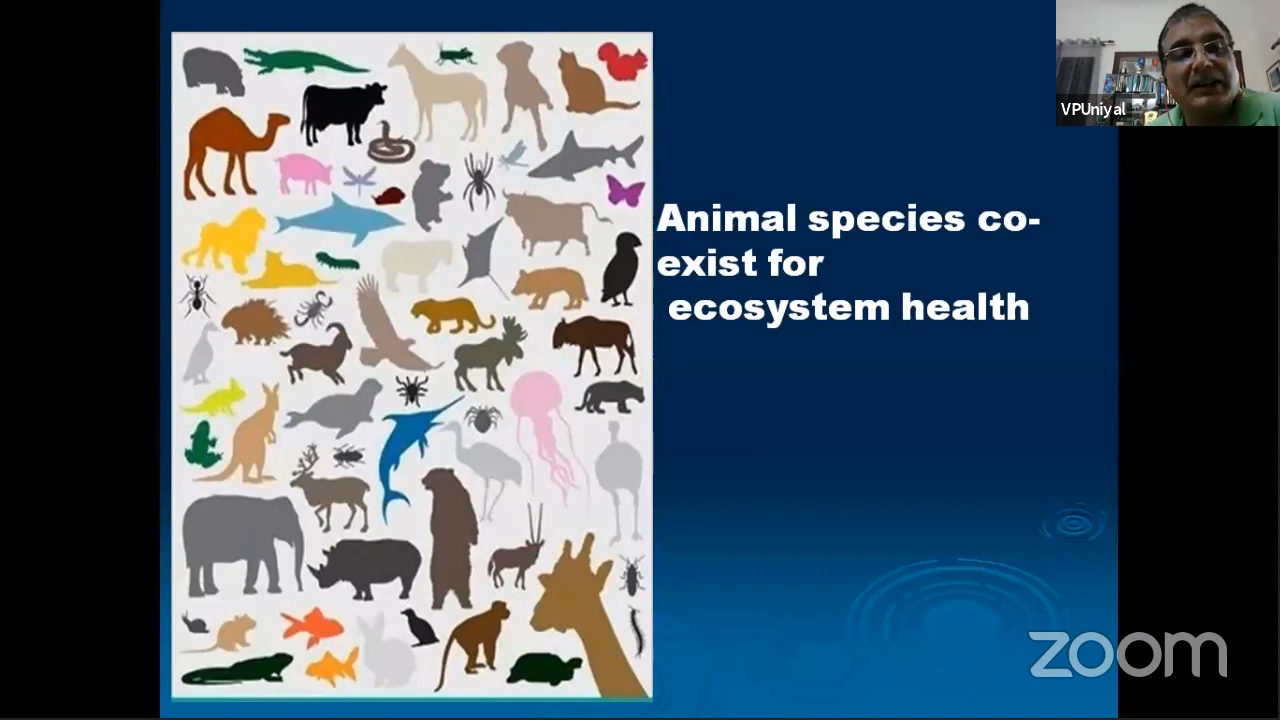 VPUniyal
Animal species co-
exist for
ecosystem health
zoom